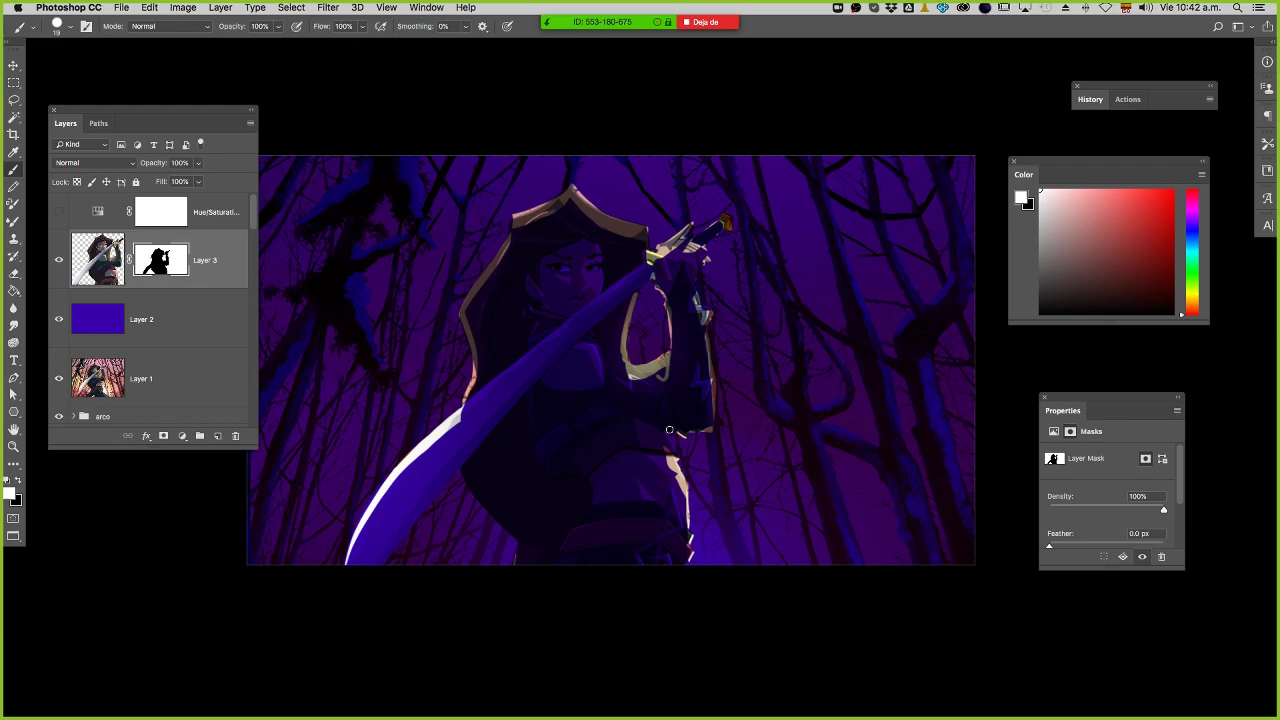 Photoshop CC File Edit Image Layer Type Select Filter 3D View Window Help Vie 10:42 a.m.
ID: 553-180-675 Deja de
19 Mode: Normal Opacity: 100% Flow: 100% Smoothing: 0%
Layers Paths
Kind
Normal Opacity: 100%
Lock: Fill: 100%
Hue/Saturati...
Layer 3
Layer 2
Layer 1
arco
fx
History Actions
Color
Properties
Masks
Layer Mask
Density: 100%
Feather: 0.0 px